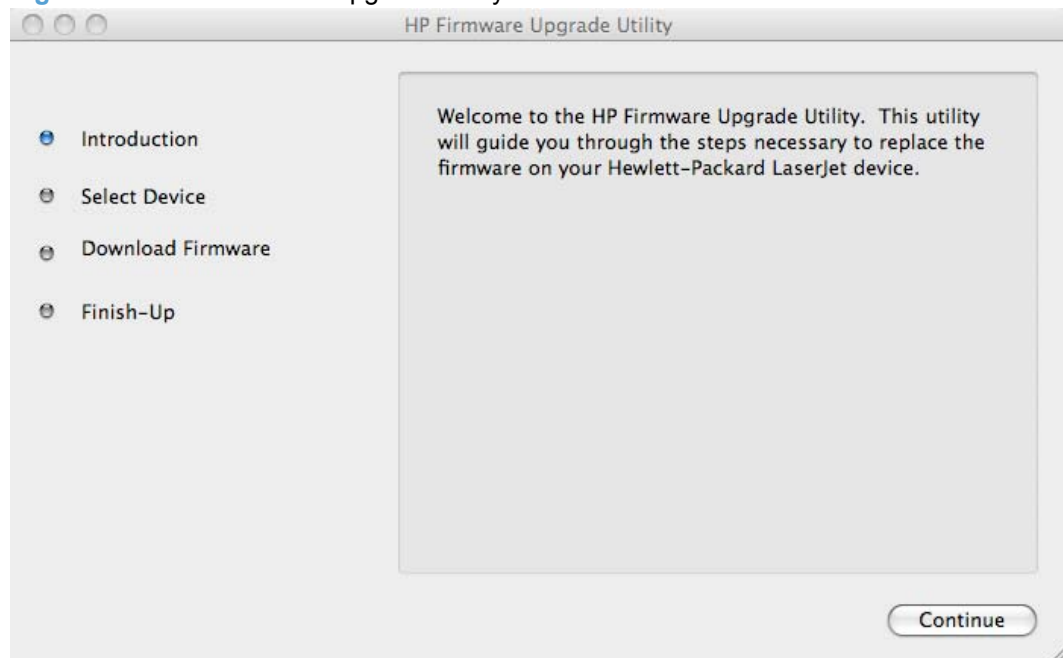 HP Firmware Upgrade Utility
Introduction
Select Device
Download Firmware
Finish-Up
Welcome to the HP Firmware Upgrade Utility.  This utility
will guide you through the steps necessary to replace the
firmware on your Hewlett-Packard LaserJet device.
Continue